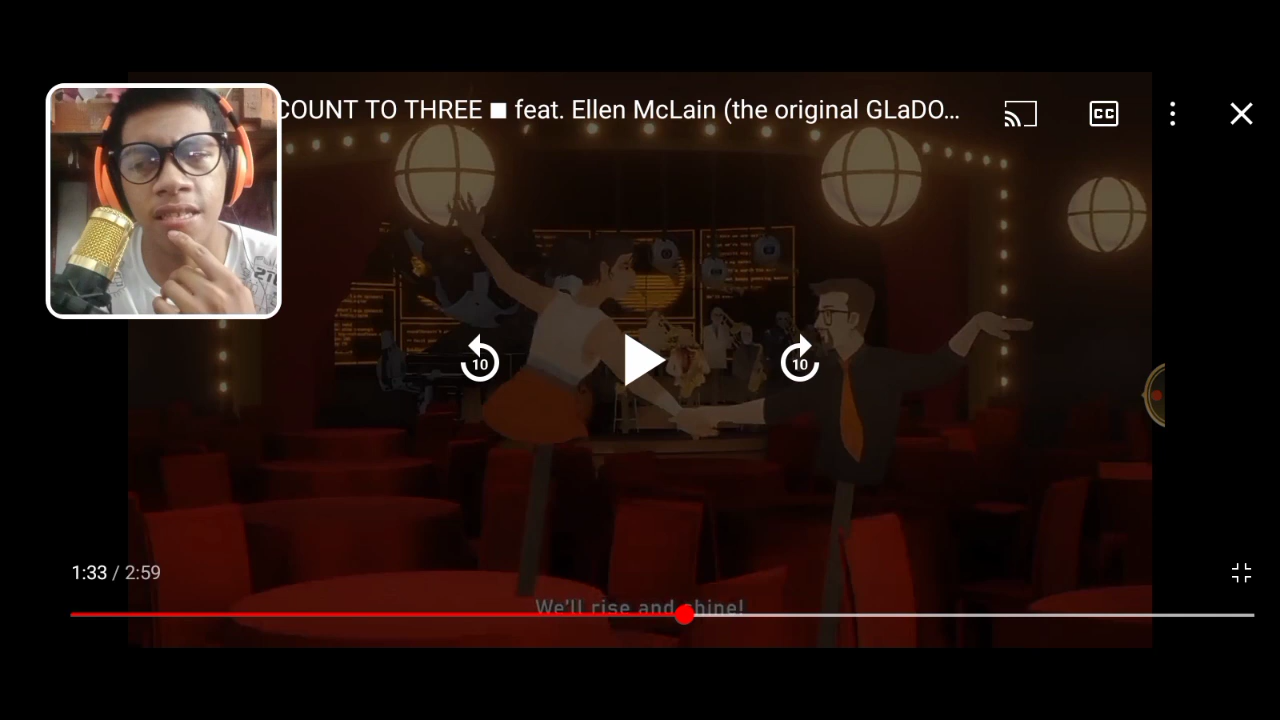 COUNT TO THREE ■ feat. Ellen McLain (the original GLaDO...
CC
10
10
1:33 / 2:59
We'll rise and shine!